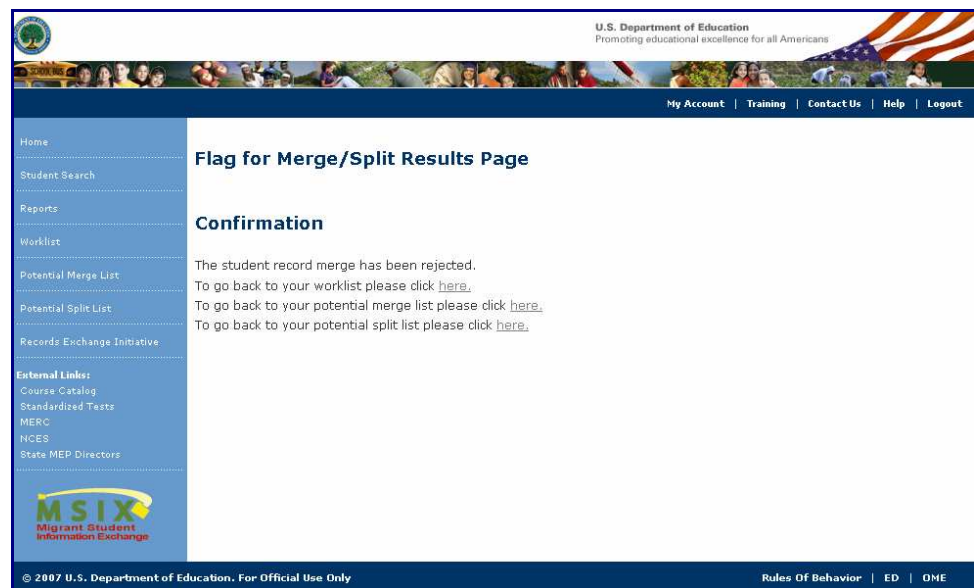 U.S. Department of Education
Promoting educational excellence for all Americans
SCHOOL BUS
My Account | Training | Contact Us | Help | Logout
Home
Student Search
Reports
Worklist
Potential Merge List
Potential Split List
Records Exchange Initiative
External Links:
Course Catalog
Standardized Tests
MERC
NCES
State MEP Directors
MSIX
Migrant Student
Information Exchange
Flag for Merge/Split Results Page
Confirmation
The student record merge has been rejected.
To go back to your worklist please click here.
To go back to your potential merge list please click here.
To go back to your potential split list please click here.
© 2007 U.S. Department of Education. For Official Use Only
Rules Of Behavior | ED | OME